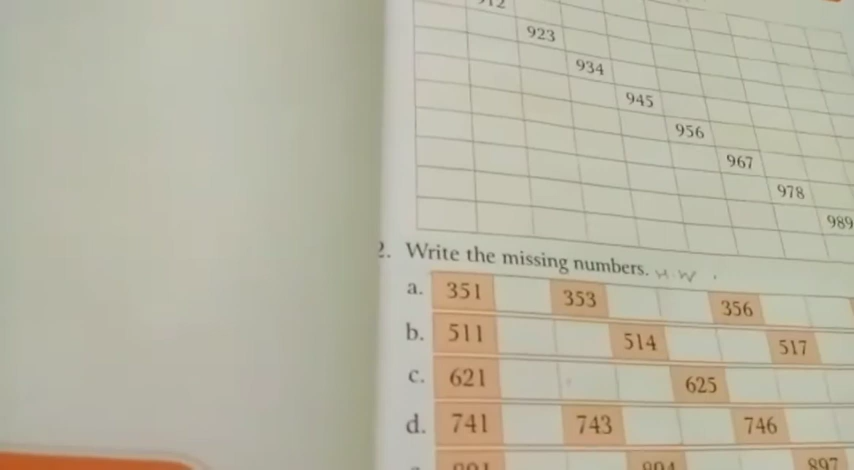 923
934
945
956
967
978
989
2. Write the missing numbers. H.W
a. 351 353 356
b. 511 514 517
c. 621 625
d. 741 743 746
897